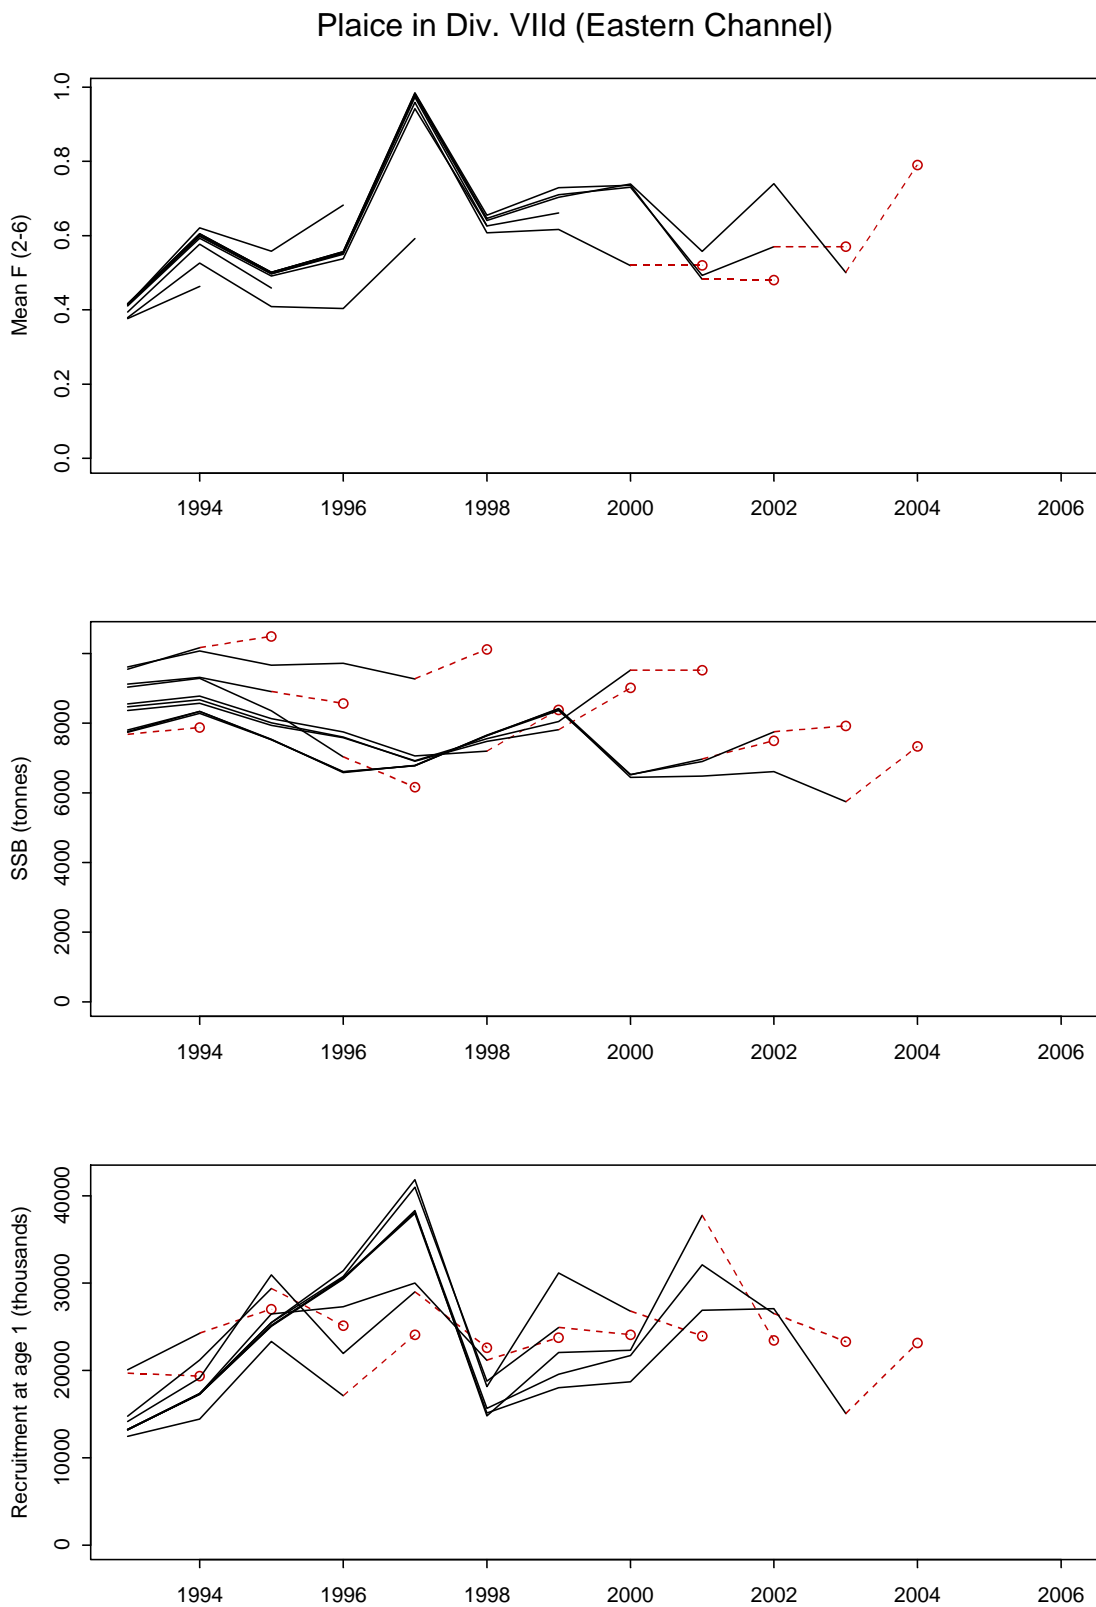 Plaice in Div. VIId (Eastern Channel)
Mean F (2-6)
1.0
0.8
0.6
0.4
0.2
0.0
1994 1996 1998 2000 2002 2004 2006
SSB (tonnes)
8000
6000
4000
2000
0
1994 1996 1998 2000 2002 2004 2006
Recruitment at age 1 (thousands)
40000
30000
20000
10000
0
1994 1996 1998 2000 2002 2004 2006